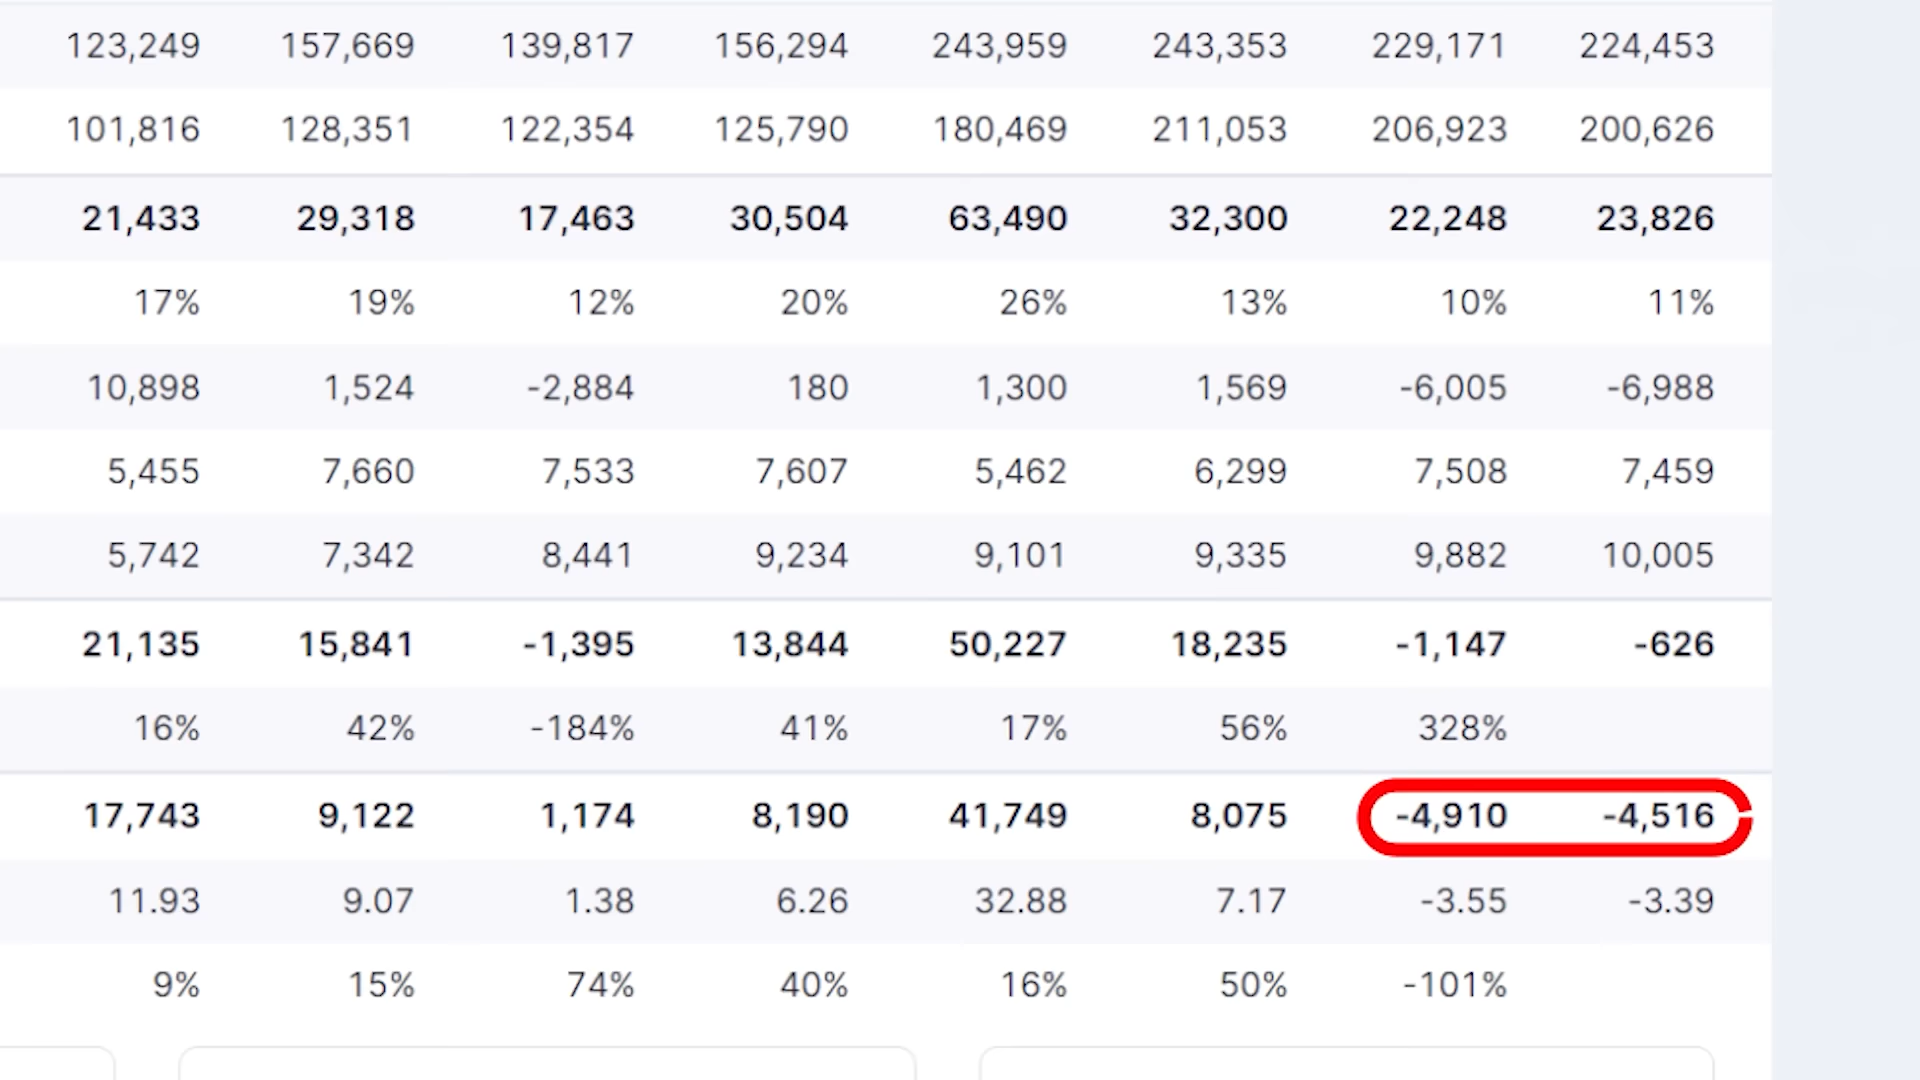 123,249 157,669 139,817 156,294 243,959 243,353 229,171 224,453
101,816 128,351 122,354 125,790 180,469 211,053 206,923 200,626
21,433 29,318 17,463 30,504 63,490 32,300 22,248 23,826
17% 19% 12% 20% 26% 13% 10% 11%
10,898 1,524 -2,884 180 1,300 1,569 -6,005 -6,988
5,455 7,660 7,533 7,607 5,462 6,299 7,508 7,459
5,742 7,342 8,441 9,234 9,101 9,335 9,882 10,005
21,135 15,841 -1,395 13,844 50,227 18,235 -1,147 -626
16% 42% -184% 41% 17% 56% 328%
17,743 9,122 1,174 8,190 41,749 8,075 -4,910 -4,516
11.93 9.07 1.38 6.26 32.88 7.17 -3.55 -3.39
9% 15% 74% 40% 16% 50% -101%